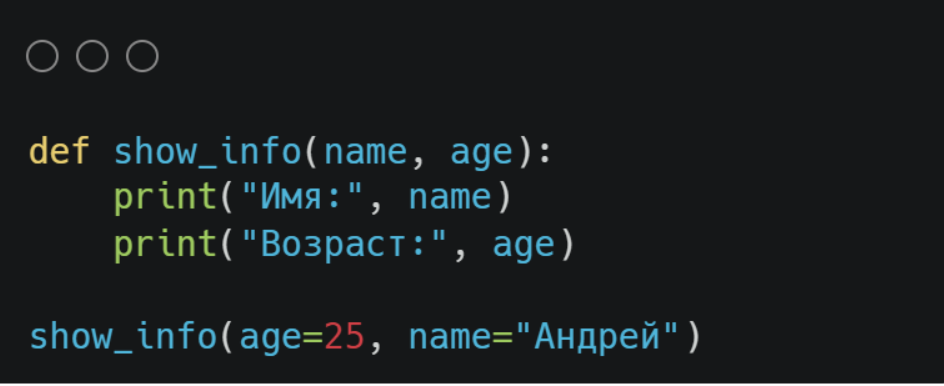 def show_info(name, age):
    print("Имя:", name)
    print("Возраст:", age)
show_info(age=25, name="Андрей")